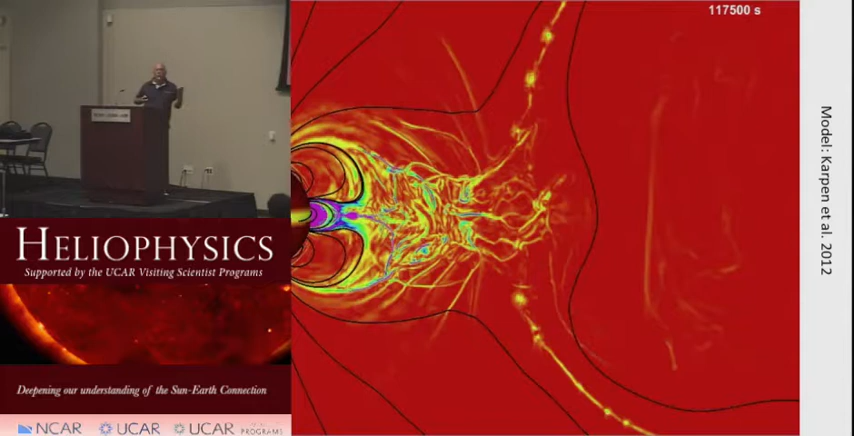 117500 s
Model: Karpen et al. 2012
HELIOPHYSICS
Supported by the UCAR Visiting Scientist Programs
Deepening our understanding of the Sun-Earth Connection
NCAR UCAR UCAR PROGRAMS